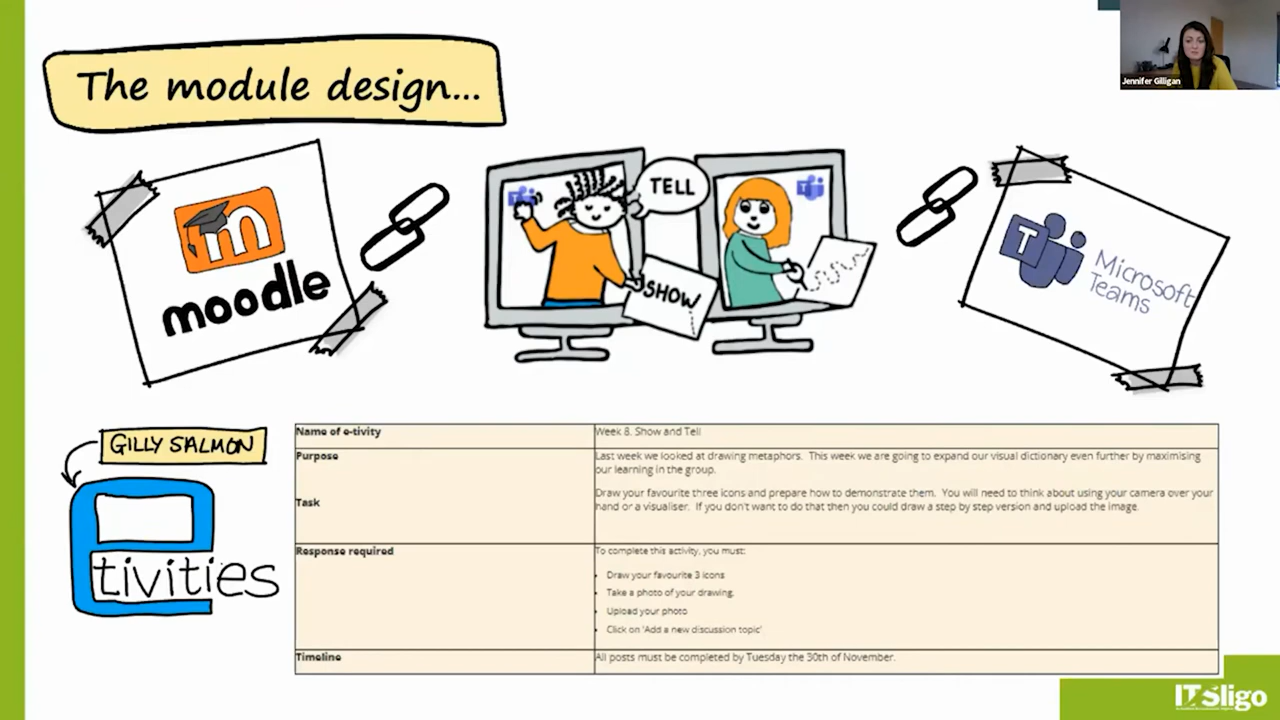 The module design...
Jennifer Gilligan
m
moodle
TELL
SHOW
T
Microsoft
Teams
GILLY SALMON
etivities
Name of e-tivity
Week 8. Show and Tell
Purpose
Last week we looked at drawing metaphors. This week we are going to expand our visual dictionary even further by maximising
our learning in the group.
Task
Draw your favourite three icons and prepare how to demonstrate them. You will need to think about using your camera over your
hand or a visualiser. If you don't want to do that then you could draw a step by step version and upload the image.
Response required
To complete this activity, you must:
• Draw your favourite 3 icons
• Take a photo of your drawing.
• Upload your photo
• Click on 'Add a new discussion topic'
Timeline
All posts must be completed by Tuesday the 30th of November.
IT Sligo